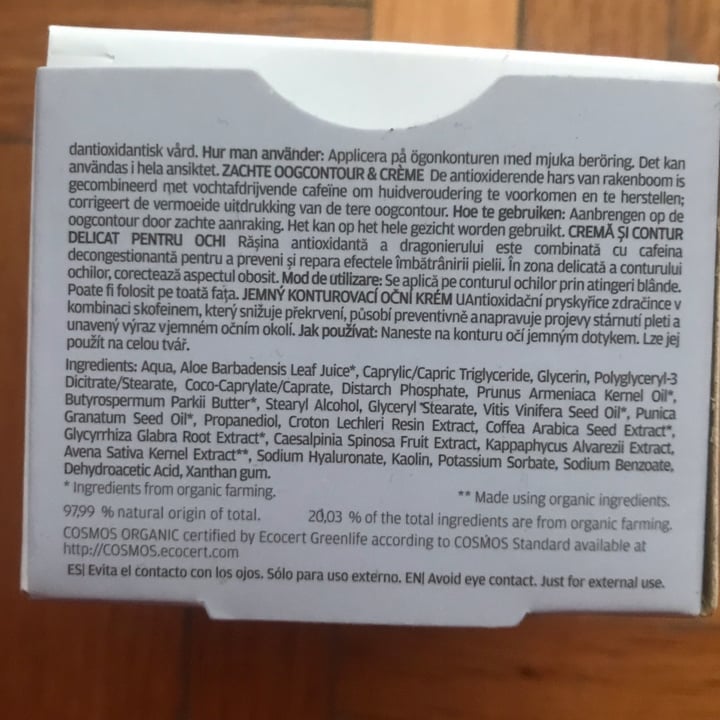 dantioxidantisk vård. Hur man använder: Applicera på ögonkonturen med mjuka beröring. Det kan
användas i hela ansiktet. ZACHTE OOGCONTOUR & CRÈME De antioxiderende hars van rakenboom is
gecombineerd met vochtafdrijvende cafeïne om huidveroudering te voorkomen en te herstellen;
corrigeert de vermoeide uitdrukking van de tere oogcontour. Hoe te gebruiken: Aanbrengen op de
oogcontour door zachte aanraking. Het kan op het hele gezicht worden gebruikt. CREMĂ ȘI CONTUR
DELICAT PENTRU OCHI Rășina antioxidantă a dragonierului este combinată cu cafeina
decongestionantă pentru a preveni și repara efectele îmbătrânirii pielii. În zona delicată a conturului
ochilor, corectează aspectul obosit. Mod de utilizare: Se aplică pe conturul ochilor prin atingeri blânde.
Poate fi folosit pe toată fața. JEMNÝ KONTUROVACÍ OČNÍ KRÉM UAntioxidační pryskyřice zdračince v
kombinaci skofeinem, který snižuje překrvení, působí preventivně anapravuje projevy stárnutí pleti a
unavený výraz vjemném očním okolí. Jak používat: Naneste na konturu očí jemným dotykem. Lze jej
použít na celou tvář.
Ingredients: Aqua, Aloe Barbadensis Leaf Juice*, Caprylic/Capric Triglyceride, Glycerin, Polyglyceryl-3
Dicitrate/Stearate, Coco-Caprylate/Caprate, Distarch Phosphate, Prunus Armeniaca Kernel Oil*,
Butyrospermum Parkii Butter*, Stearyl Alcohol, Glyceryl Stearate, Vitis Vinifera Seed Oil*, Punica
Granatum Seed Oil*, Propanediol, Croton Lechleri Resin Extract, Coffea Arabica Seed Extract*,
Glycyrrhiza Glabra Root Extract*, Caesalpinia Spinosa Fruit Extract, Kappaphycus Alvarezii Extract,
Avena Sativa Kernel Extract**, Sodium Hyaluronate, Kaolin, Potassium Sorbate, Sodium Benzoate,
Dehydroacetic Acid, Xanthan gum.
* Ingredients from organic farming. ** Made using organic ingredients.
97,99 % natural origin of total. 20,03 % of the total ingredients are from organic farming.
COSMOS ORGANIC certified by Ecocert Greenlife according to COSMOS Standard available at
http://COSMOS.ecocert.com
ES| Evita el contacto con los ojos. Sólo para uso externo. EN| Avoid eye contact. Just for external use.